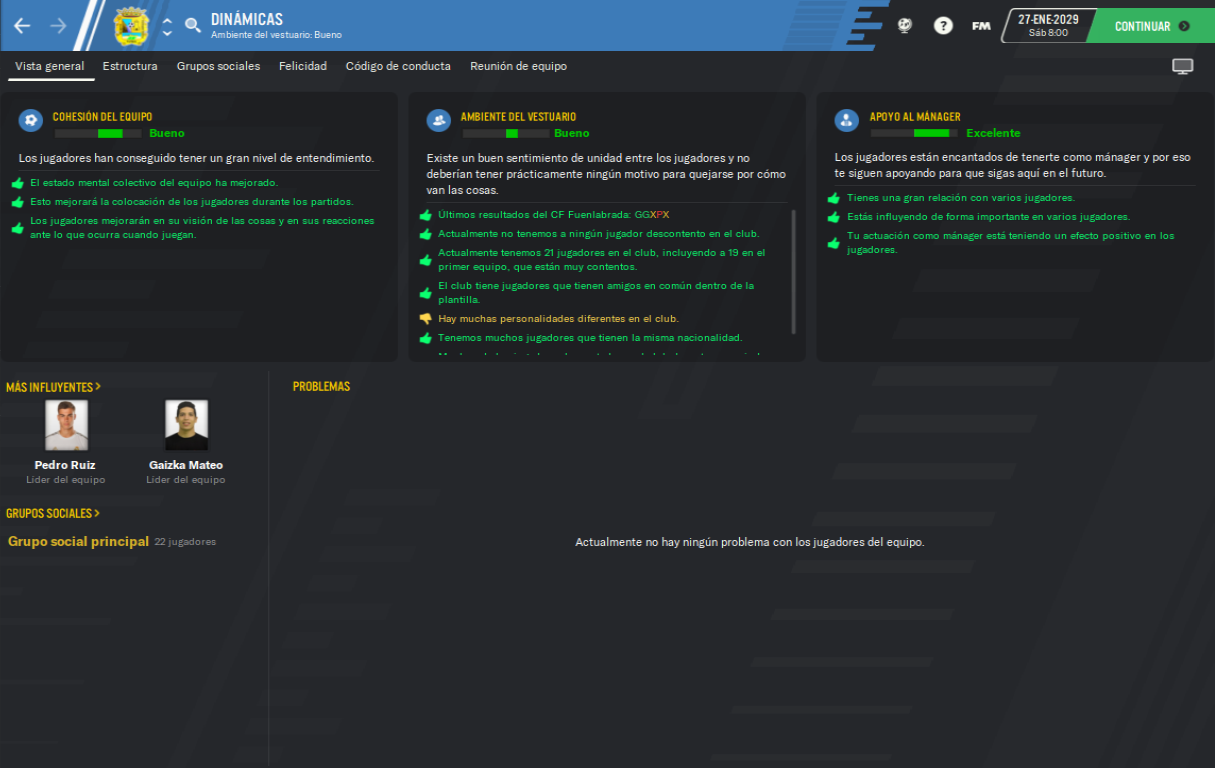 DINÁMICAS
Ambiente del vestuario: Bueno
?
FM
27-ENE-2029
Sáb 8:00
CONTINUAR
Vista general
Estructura
Grupos sociales
Felicidad
Código de conducta
Reunión de equipo
COHESIÓN DEL EQUIPO
Bueno
Los jugadores han conseguido tener un gran nivel de entendimiento.
El estado mental colectivo del equipo ha mejorado.
Esto mejorará la colocación de los jugadores durante los partidos.
Los jugadores mejorarán en su visión de las cosas y en sus reacciones
ante lo que ocurra cuando juegan.
AMBIENTE DEL VESTUARIO
Bueno
Existe un buen sentimiento de unidad entre los jugadores y no
deberían tener prácticamente ningún motivo para quejarse por cómo
van las cosas.
Últimos resultados del CF Fuenlabrada: GGXPX
Actualmente no tenemos a ningún jugador descontento en el club.
Actualmente tenemos 21 jugadores en el club, incluyendo a 19 en el
primer equipo, que están muy contentos.
El club tiene jugadores que tienen amigos en común dentro de la
plantilla.
Hay muchas personalidades diferentes en el club.
Tenemos muchos jugadores que tienen la misma nacionalidad.
APOYO AL MÁNAGER
Excelente
Los jugadores están encantados de tenerte como mánager y por eso
te siguen apoyando para que sigas aquí en el futuro.
Tienes una gran relación con varios jugadores.
Estás influyendo de forma importante en varios jugadores.
Tu actuación como mánager está teniendo un efecto positivo en los
jugadores.
MÁS INFLUYENTES >
Pedro Ruiz
Líder del equipo
Gaizka Mateo
Líder del equipo
GRUPOS SOCIALES >
Grupo social principal 22 jugadores
PROBLEMAS
Actualmente no hay ningún problema con los jugadores del equipo.